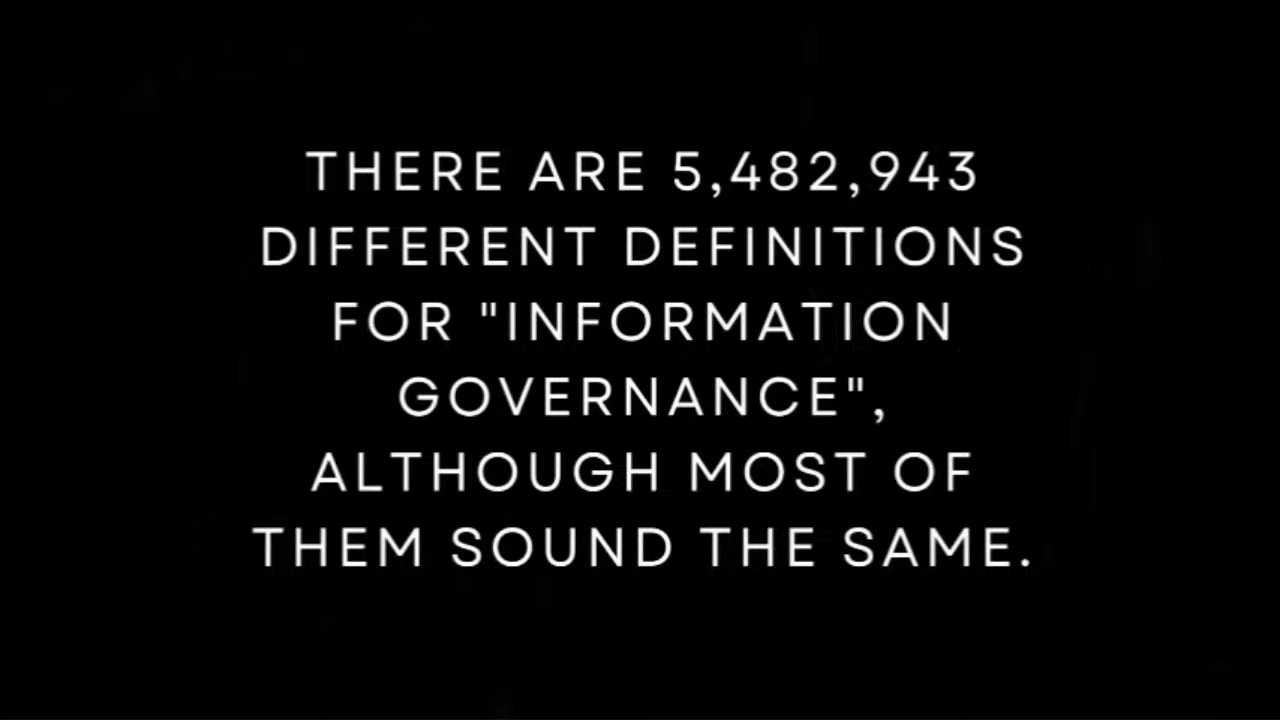 THERE ARE 5,482,943
DIFFERENT DEFINITIONS
FOR "INFORMATION
GOVERNANCE",
ALTHOUGH MOST OF
THEM SOUND THE SAME.